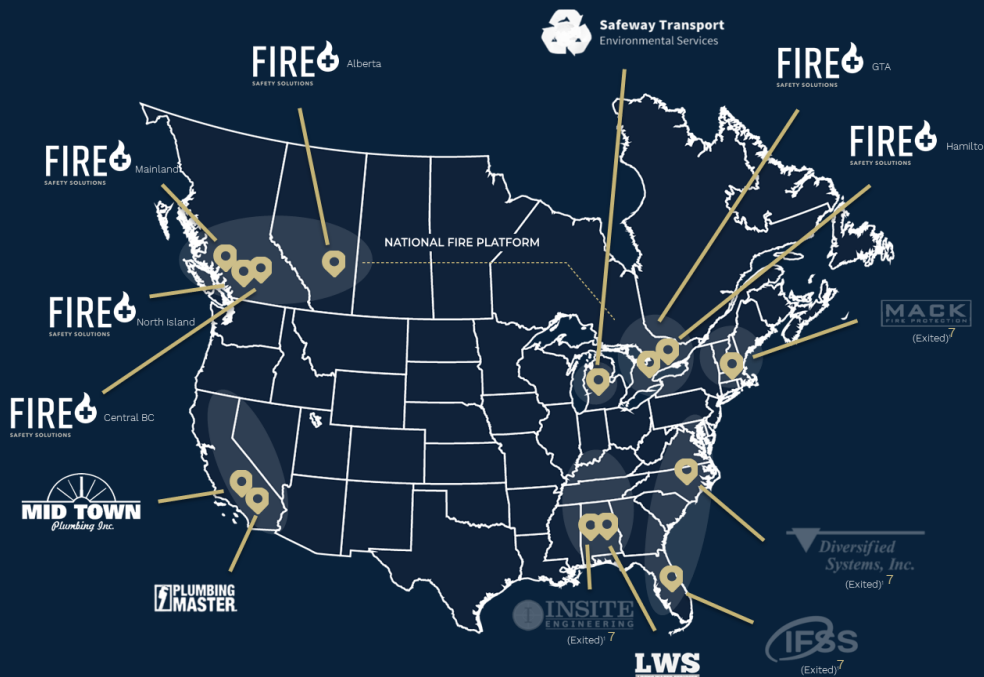 Safeway Transport
Environmental Services
FIRE
SAFETY SOLUTIONS
Alberta
FIRE
SAFETY SOLUTIONS
GTA
FIRE
SAFETY SOLUTIONS
Hamilto
FIRE
SAFETY SOLUTIONS
Mainland
NATIONAL FIRE PLATFORM
FIRE
SAFETY SOLUTIONS
North Island
MACK
FIRE PROTECTION
(Exited)7
FIRE
SAFETY SOLUTIONS
Central BC
MID TOWN
Plumbing Inc.
Diversified
Systems, Inc.
(Exited) 7
PLUMBING
MASTER
I INSITE
ENGINEERING
(Exited) 7
IFSS
(Exited)7
LWS